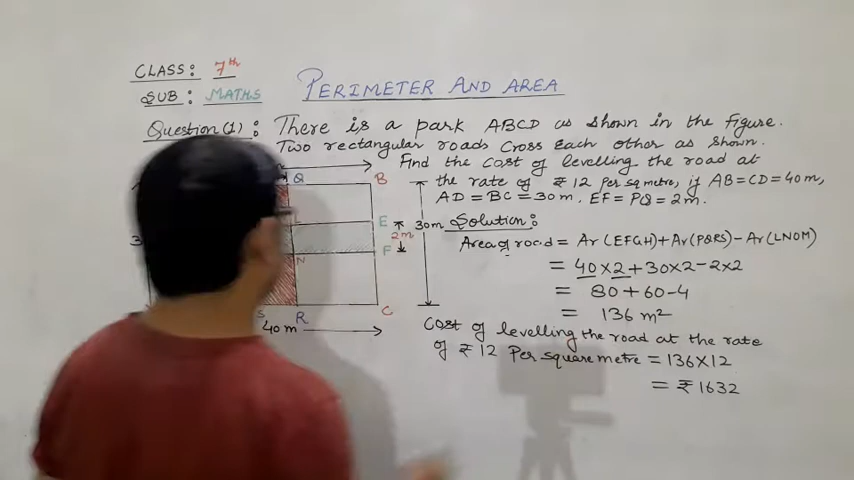 CLASS: 7th
SUB: MATHS
PERIMETER AND AREA
Question (1): There is a park ABCD as shown in the figure.
Two rectangular roads cross each other as shown.
Find the cost of levelling the road at
the rate of ₹ 12 per sq metre, if AB = CD = 40m,
AD = BC = 30m. EF = PQ = 2m.
Q B
L E
2m
30m
N F
S R C
40 m
Solution:
Area of road = Ar(EFGH) + Ar(PQRS) - Ar(LNOM)
= 40×2 + 30×2 - 2×2
= 80 + 60 - 4
= 136 m²
Cost of levelling the road at the rate
of ₹ 12 per square metre = 136×12
= ₹ 1632